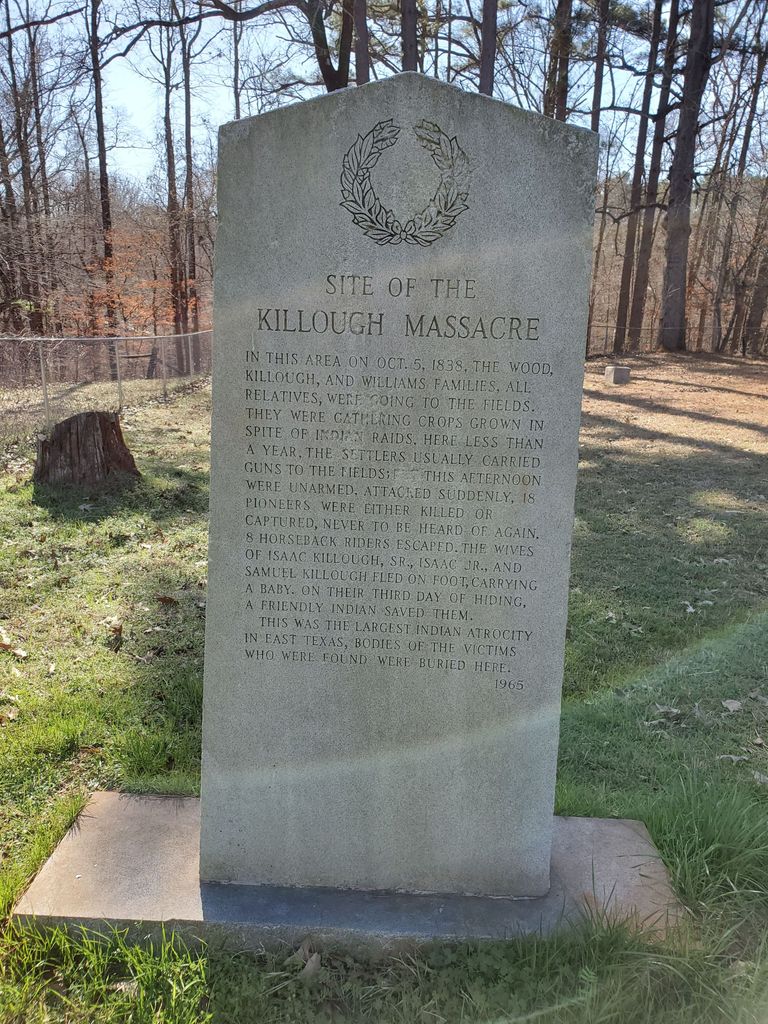 SITE OF THE
KILLOUGH MASSACRE
IN THIS AREA ON OCT. 5, 1838, THE WOOD,
KILLOUGH, AND WILLIAMS FAMILIES, ALL
RELATIVES, WERE GOING TO THE FIELDS.
THEY WERE GATHERING CROPS GROWN IN
SPITE OF INDIAN RAIDS. HERE LESS THAN
A YEAR, THE SETTLERS USUALLY CARRIED
GUNS TO THE FIELDS; THIS AFTERNOON
WERE UNARMED. ATTACKED SUDDENLY, 18
PIONEERS WERE EITHER KILLED OR
CAPTURED, NEVER TO BE HEARD OF AGAIN.
8 HORSEBACK RIDERS ESCAPED. THE WIVES
OF ISAAC KILLOUGH, SR., ISAAC JR., AND
SAMUEL KILLOUGH FLED ON FOOT, CARRYING
A BABY. ON THEIR THIRD DAY OF HIDING,
A FRIENDLY INDIAN SAVED THEM.
THIS WAS THE LARGEST INDIAN ATROCITY
IN EAST TEXAS, BODIES OF THE VICTIMS
WHO WERE FOUND WERE BURIED HERE.
1965